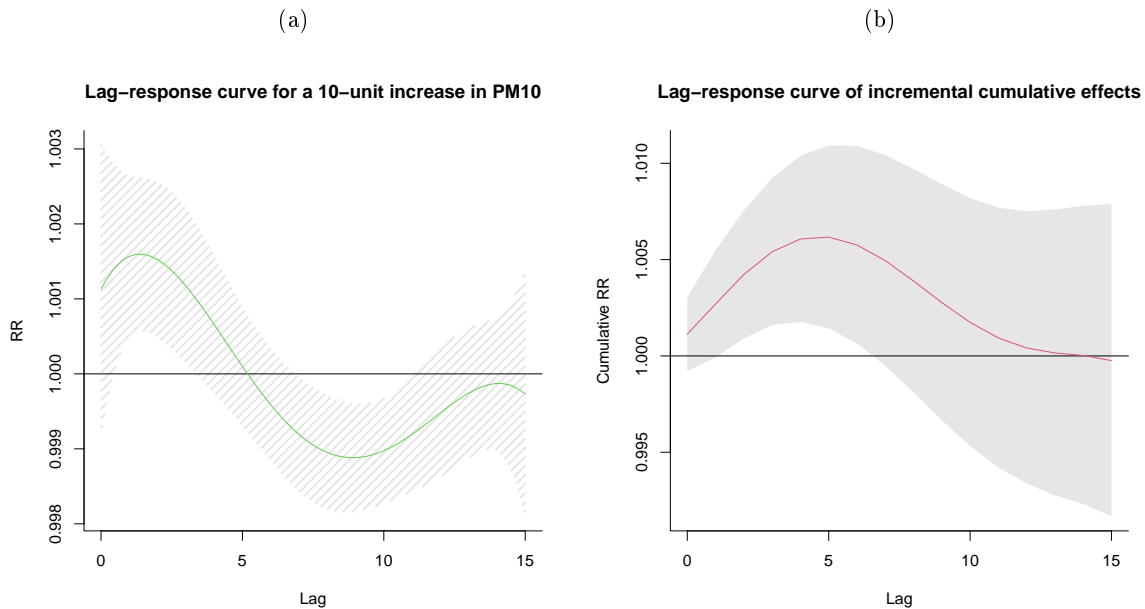 (a)
Lag−response curve for a 10−unit increase in PM10
RR
1.003
1.002
1.001
1.000
0.999
0.998
0
5
10
15
Lag
(b)
Lag−response curve of incremental cumulative effects
Cumulative RR
1.010
1.005
1.000
0.995
0
5
10
15
Lag